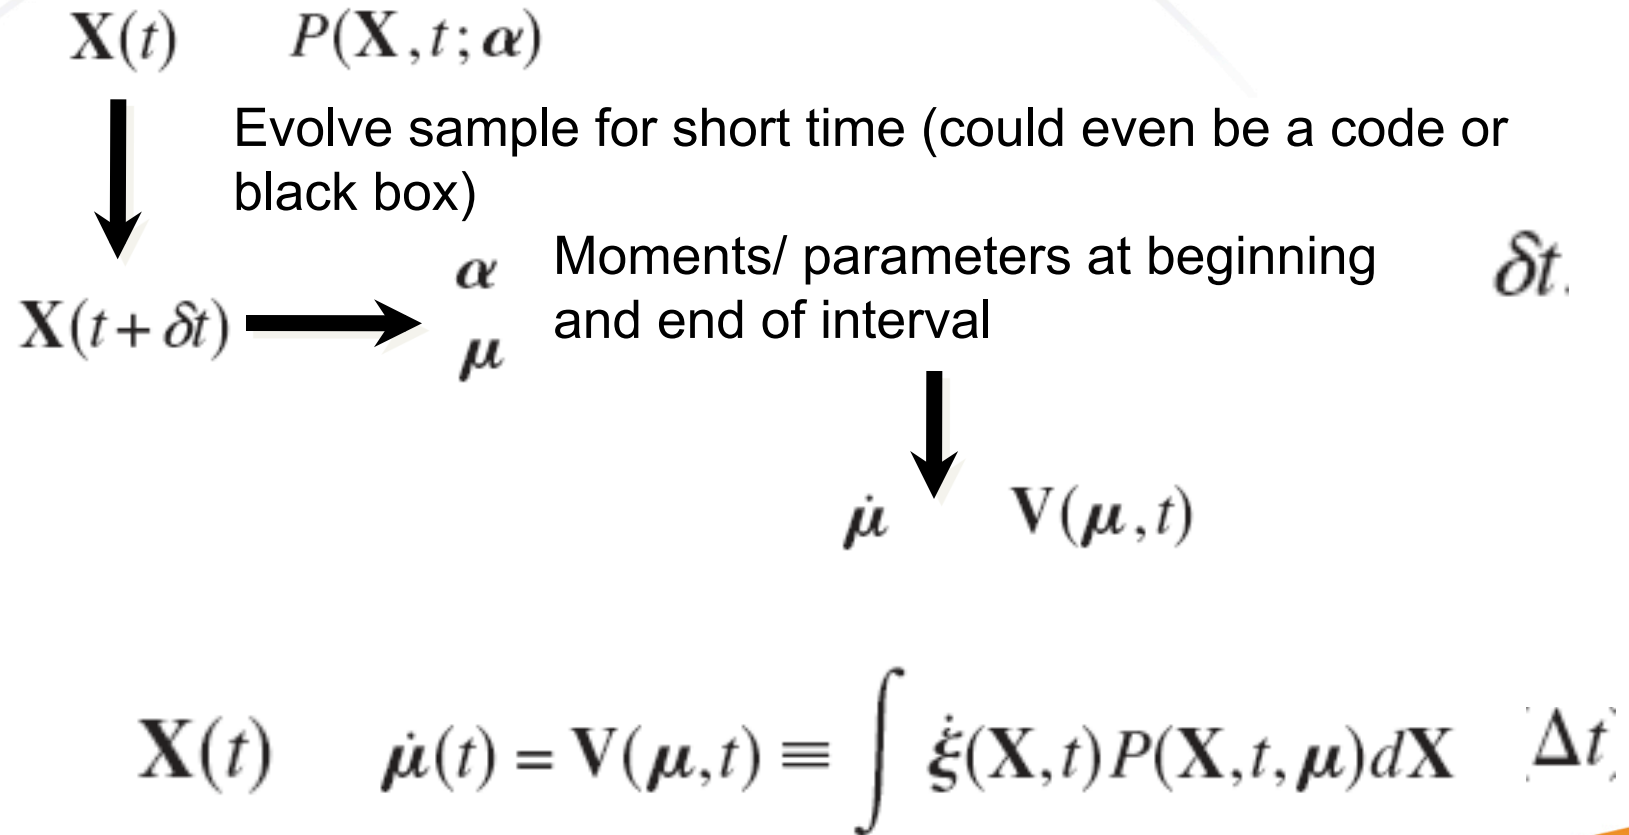 X(t) P(X,t;α)
Evolve sample for short time (could even be a code or
black box)
α Moments/ parameters at beginning δt.
X(t+δt) and end of interval
μ
μ̇ V(μ,t)
X(t) μ̇(t) = V(μ,t) ≡ ∫ ξ̇(X,t)P(X,t,μ)dX Δt